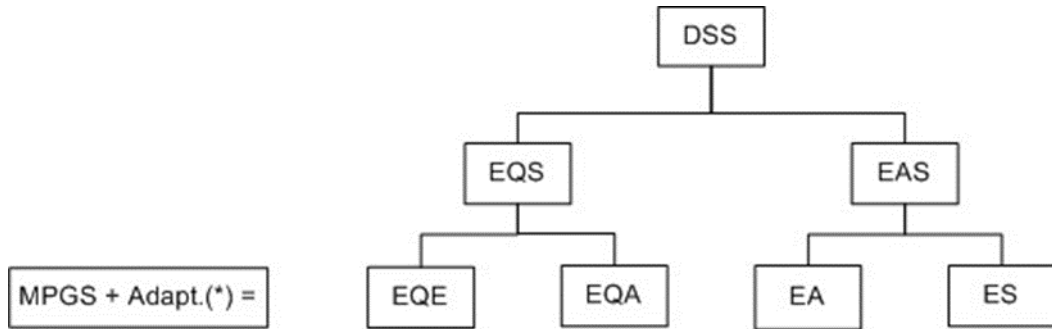 DSS
EQS
EAS
MPGS + Adapt.(*) =
EQE
EQA
EA
ES